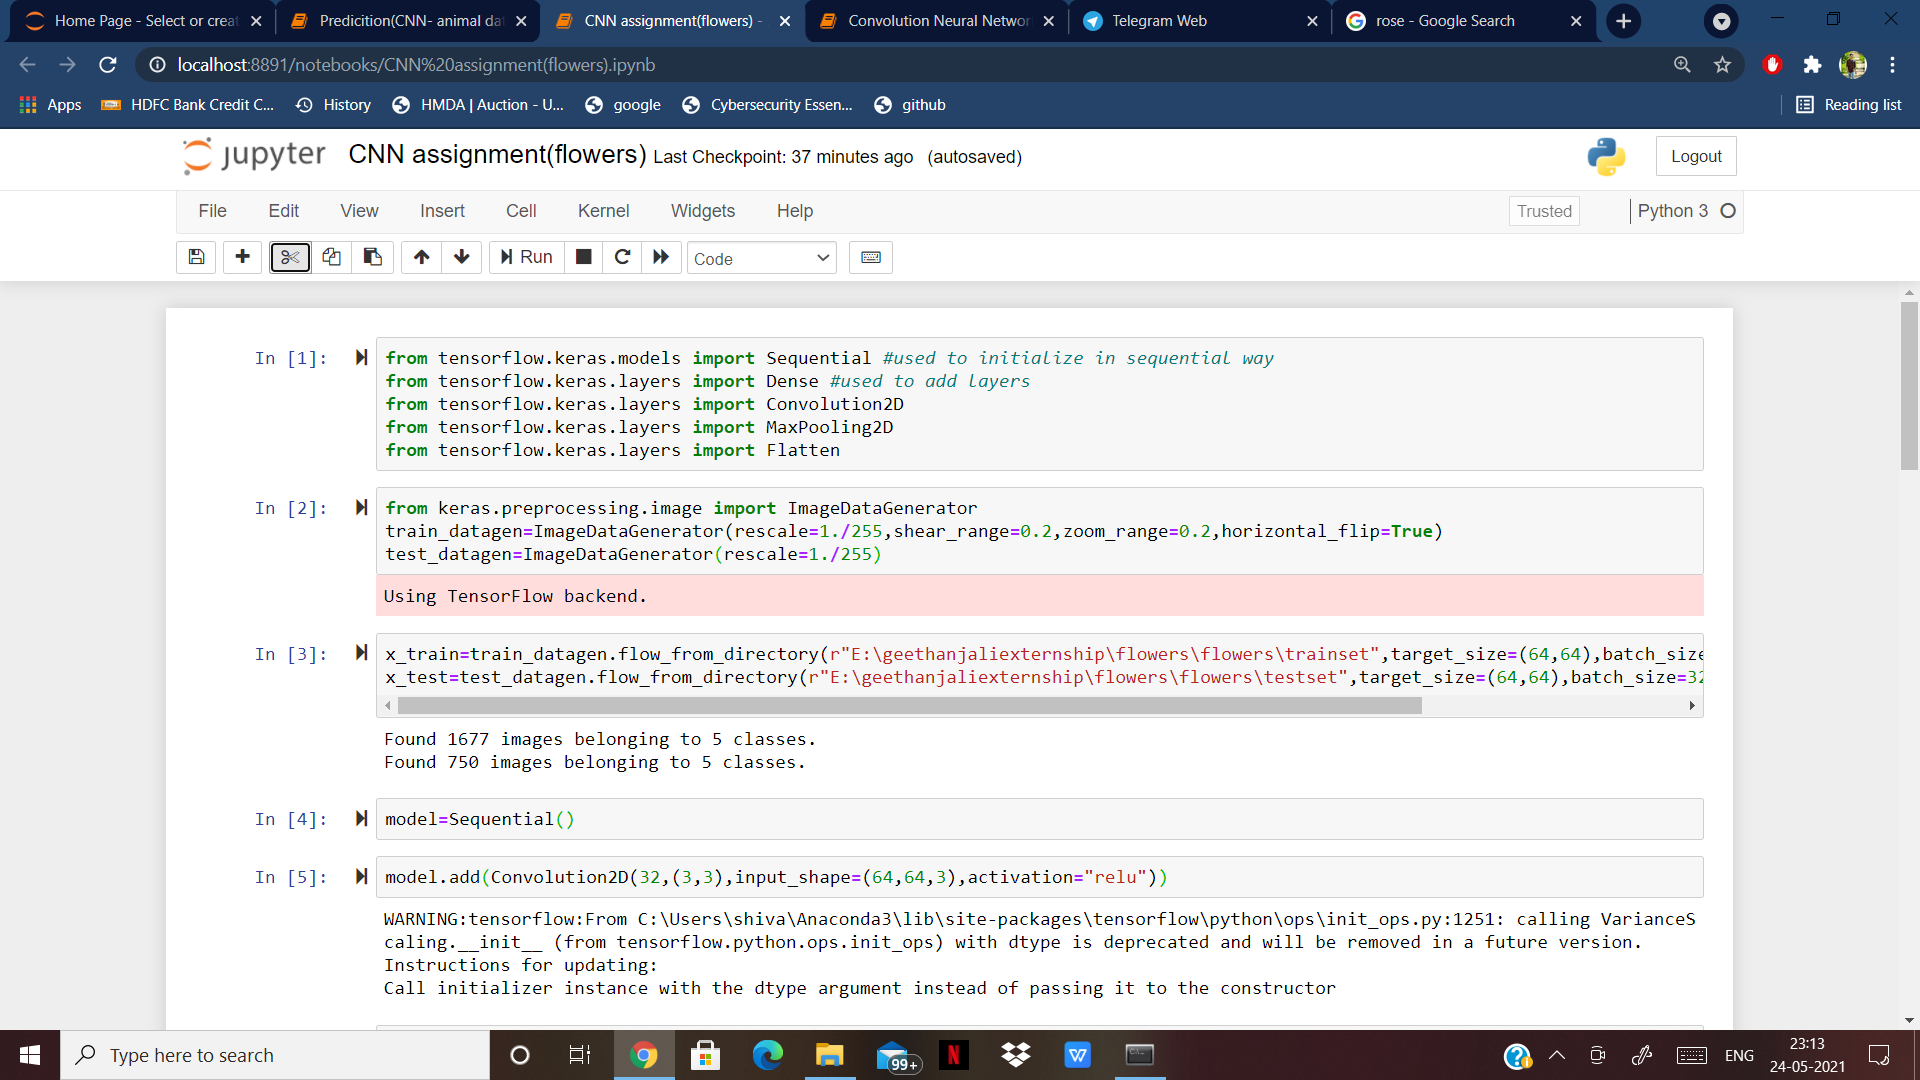 Home Page - Select or creat
Predicition(CNN- animal dat
CNN assignment(flowers) -
Convolution Neural Networ
Telegram Web
rose - Google Search
localhost:8891/notebooks/CNN%20assignment(flowers).ipynb
Apps
HDFC Bank Credit C...
History
HMDA | Auction - U...
google
Cybersecurity Essen...
github
Reading list
jupyter
CNN assignment(flowers) Last Checkpoint: 37 minutes ago (autosaved)
Logout
File Edit View Insert Cell Kernel Widgets Help
Trusted
Python 3
Run
Code
In [1]:
from tensorflow.keras.models import Sequential #used to initialize in sequential way
from tensorflow.keras.layers import Dense #used to add layers
from tensorflow.keras.layers import Convolution2D
from tensorflow.keras.layers import MaxPooling2D
from tensorflow.keras.layers import Flatten
In [2]:
from keras.preprocessing.image import ImageDataGenerator
train_datagen=ImageDataGenerator(rescale=1./255,shear_range=0.2,zoom_range=0.2,horizontal_flip=True)
test_datagen=ImageDataGenerator(rescale=1./255)
Using TensorFlow backend.
In [3]:
x_train=train_datagen.flow_from_directory(r"E:\geethanjaliexternship\flowers\flowers\trainset",target_size=(64,64),batch_size
x_test=test_datagen.flow_from_directory(r"E:\geethanjaliexternship\flowers\flowers\testset",target_size=(64,64),batch_size=32
Found 1677 images belonging to 5 classes.
Found 750 images belonging to 5 classes.
In [4]:
model=Sequential()
In [5]:
model.add(Convolution2D(32,(3,3),input_shape=(64,64,3),activation="relu"))
WARNING:tensorflow:From C:\Users\shiva\Anaconda3\lib\site-packages\tensorflow\python\ops\init_ops.py:1251: calling VarianceS
caling.__init__ (from tensorflow.python.ops.init_ops) with dtype is deprecated and will be removed in a future version.
Instructions for updating:
Call initializer instance with the dtype argument instead of passing it to the constructor
Type here to search
99+
N
W
ENG
23:13
24-05-2021